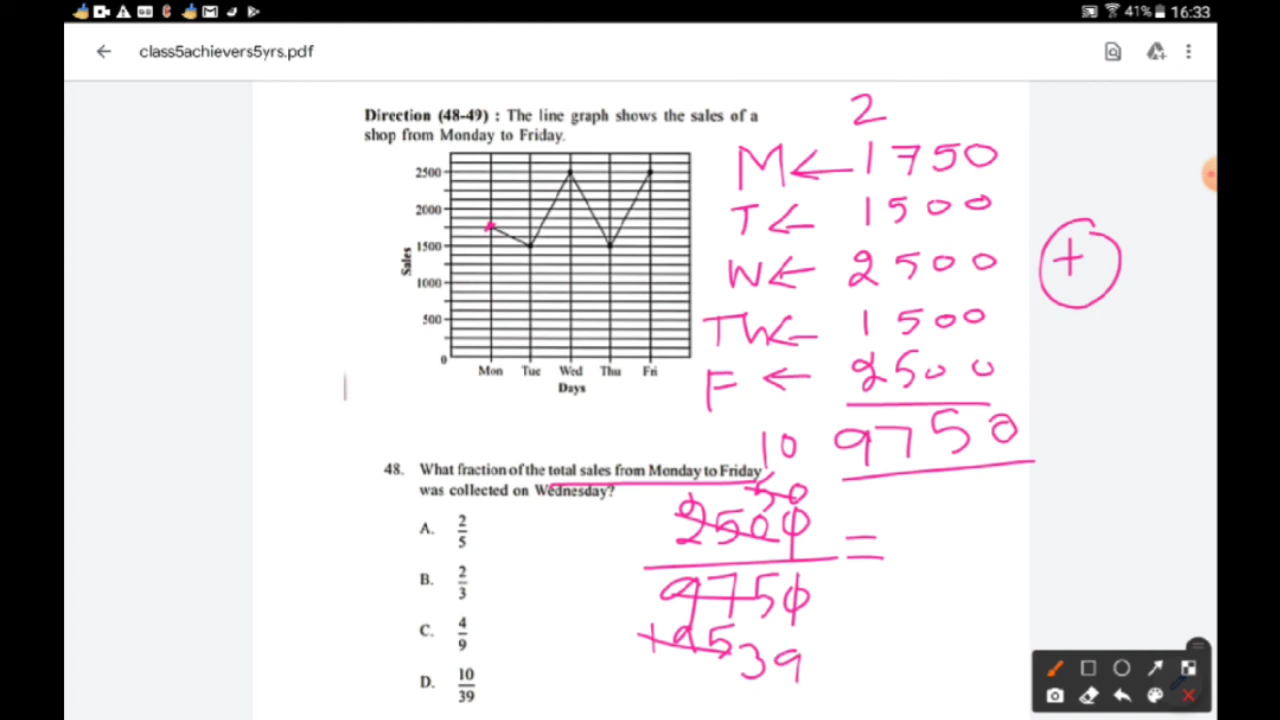 41% 16:33
class5achievers5yrs.pdf
Direction (48-49) : The line graph shows the sales of a
shop from Monday to Friday.
2500
2000
1500
1000
500
0
Sales
Mon Tue Wed Thu Fri
Days
2
M ← 1750
T ← 1500
W ← 2500
Th ← 1500
F ← 2500
+
9750
48. What fraction of the total sales from Monday to Friday
was collected on Wednesday?
A. 2/5
B. 2/3
C. 4/9
D. 10/39
10
50
2500
=
9750
195
39